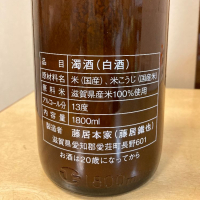 品目 濁酒(白酒)
原材料名 米(国産)、米こうじ(国産米)
原料米 滋賀県産米100%使用
アルコール分 13度
内容量 1800ml
製造者 藤居本家(藤居鐵也)
滋賀県愛知郡愛荘町長野601
お酒は20歳になってから